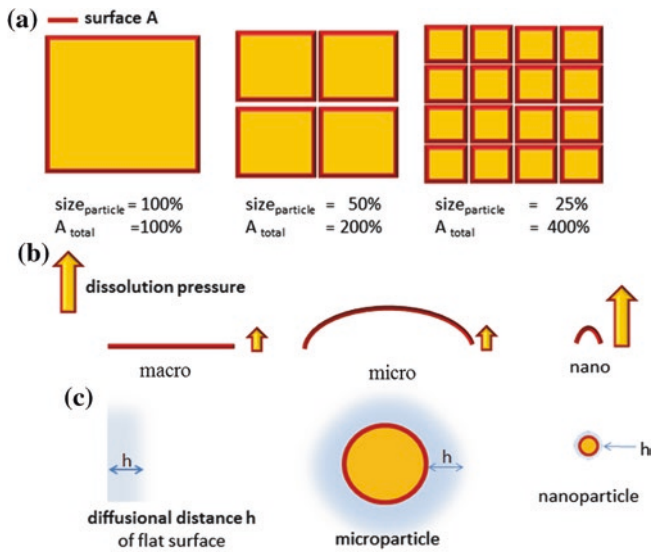 (a)
surface A
size particle = 100%
A total =100%
size particle = 50%
A total = 200%
size particle = 25%
A total = 400%
(b)
dissolution pressure
macro
micro
nano
(c)
h
diffusional distance h
of flat surface
h
microparticle
h
nanoparticle